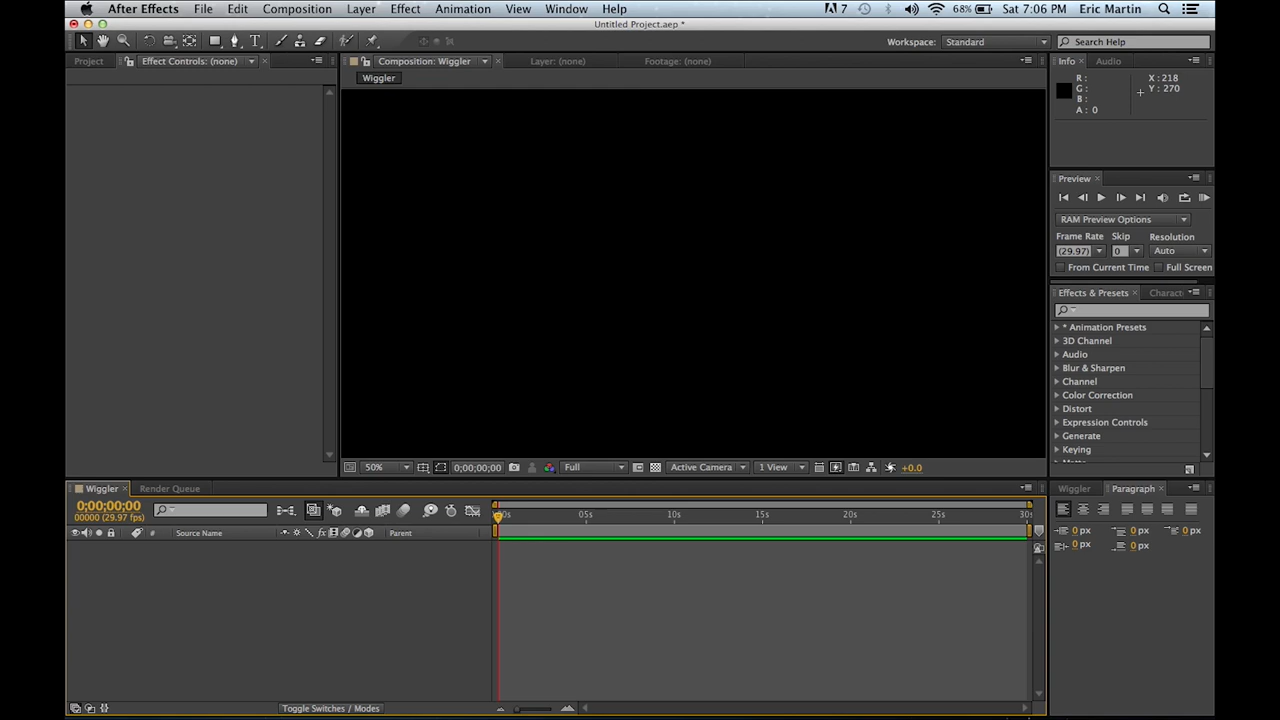 After Effects File Edit Composition Layer Effect Animation View Window Help 7 68% Sat 7:06 PM Eric Martin
Untitled Project.aep *
Workspace: Standard Search Help
Project Effect Controls: (none) Composition: Wiggler Layer: (none) Footage: (none) Info Audio
Wiggler
R : X : 218
G : Y : 270
B :
A : 0
Preview
RAM Preview Options
Frame Rate Skip Resolution
(29.97) 0 Auto
From Current Time Full Screen
Effects & Presets Charact
* Animation Presets
3D Channel
Audio
Blur & Sharpen
Channel
Color Correction
Distort
Expression Controls
Generate
Keying
50% 0;00;00;00 Full Active Camera 1 View +0.0
Wiggler Render Queue Wiggler Paragraph
0;00;00;00
00000 (29.97 fps)
05s 10s 15s 20s 25s 30s
# Source Name fx Parent
0 px 0 px 0 px
0 px 0 px
Toggle Switches / Modes